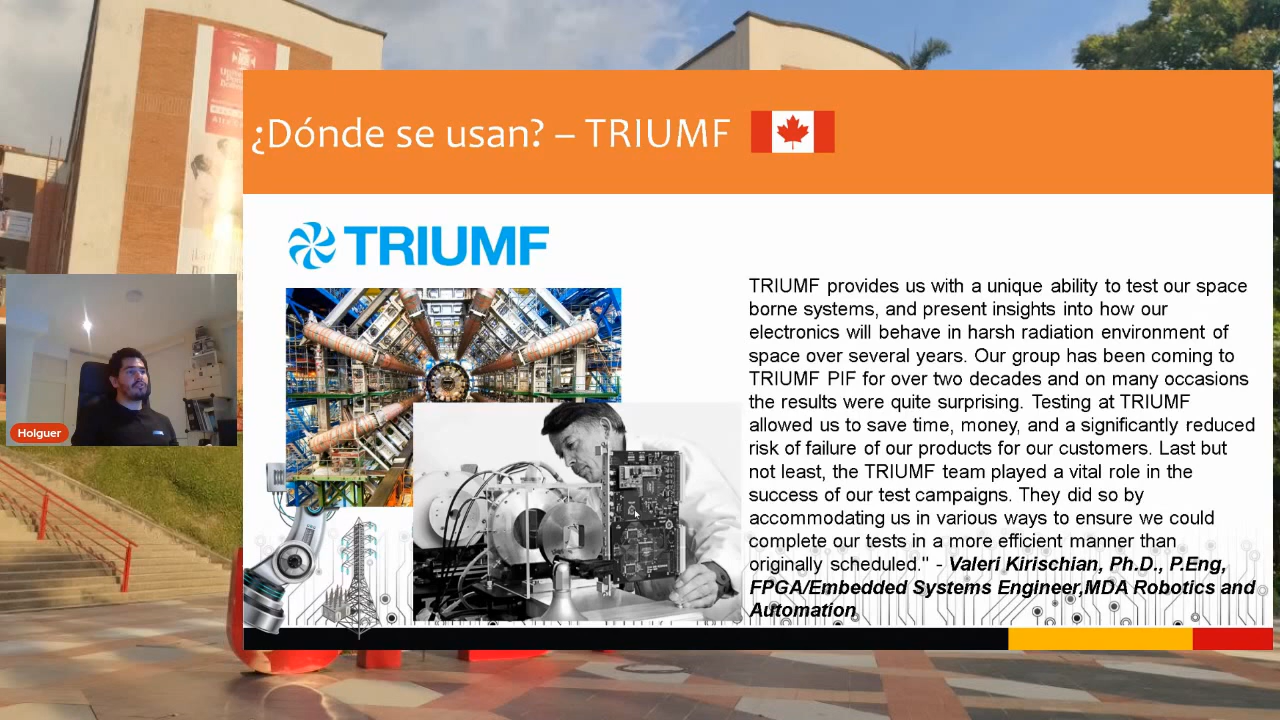 ¿Dónde se usan? – TRIUMF
TRIUMF
TRIUMF provides us with a unique ability to test our space
borne systems, and present insights into how our
electronics will behave in harsh radiation environment of
space over several years. Our group has been coming to
TRIUMF PIF for over two decades and on many occasions
the results were quite surprising. Testing at TRIUMF
allowed us to save time, money, and a significantly reduced
risk of failure of our products for our customers. Last but
not least, the TRIUMF team played a vital role in the
success of our test campaigns. They did so by
accommodating us in various ways to ensure we could
complete our tests in a more efficient manner than
originally scheduled." - Valeri Kirischian, Ph.D., P.Eng,
FPGA/Embedded Systems Engineer,MDA Robotics and
Automation
Holguer